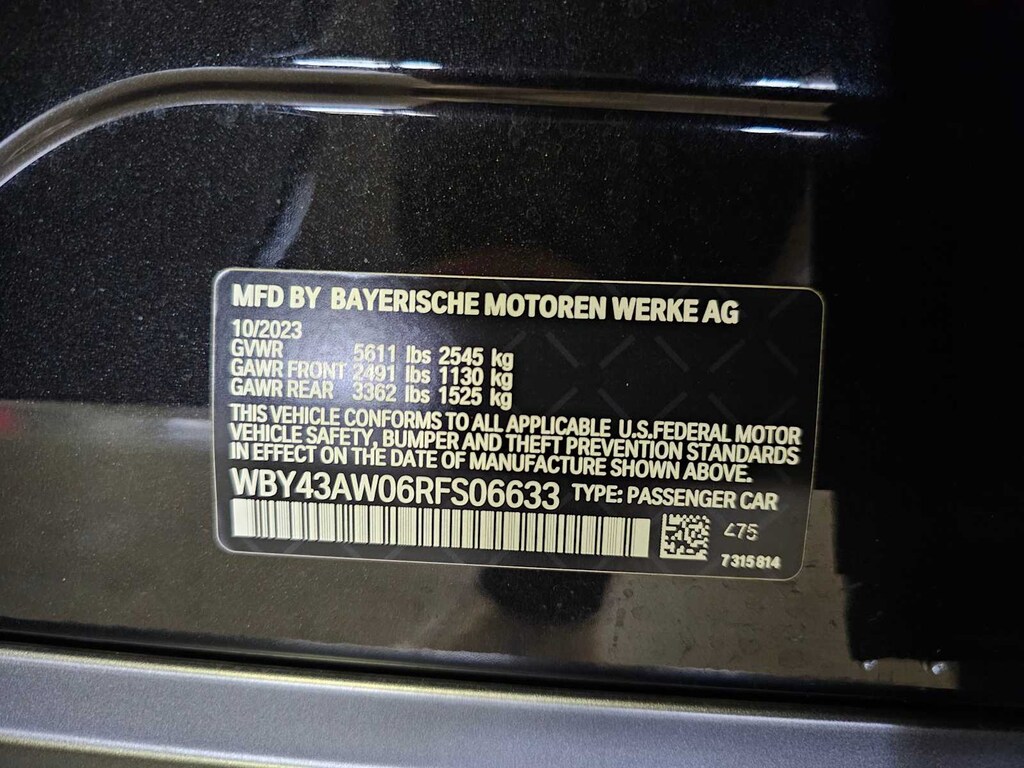 MFD BY BAYERISCHE MOTOREN WERKE AG
10/2023
GVWR 5611 lbs 2545 kg
GAWR FRONT 2491 lbs 1130 kg
GAWR REAR 3362 lbs 1525 kg
THIS VEHICLE CONFORMS TO ALL APPLICABLE U.S.FEDERAL MOTOR
VEHICLE SAFETY, BUMPER AND THEFT PREVENTION STANDARDS
IN EFFECT ON THE DATE OF MANUFACTURE SHOWN ABOVE.
WBY43AW06RFS06633 TYPE: PASSENGER CAR
475
7315814